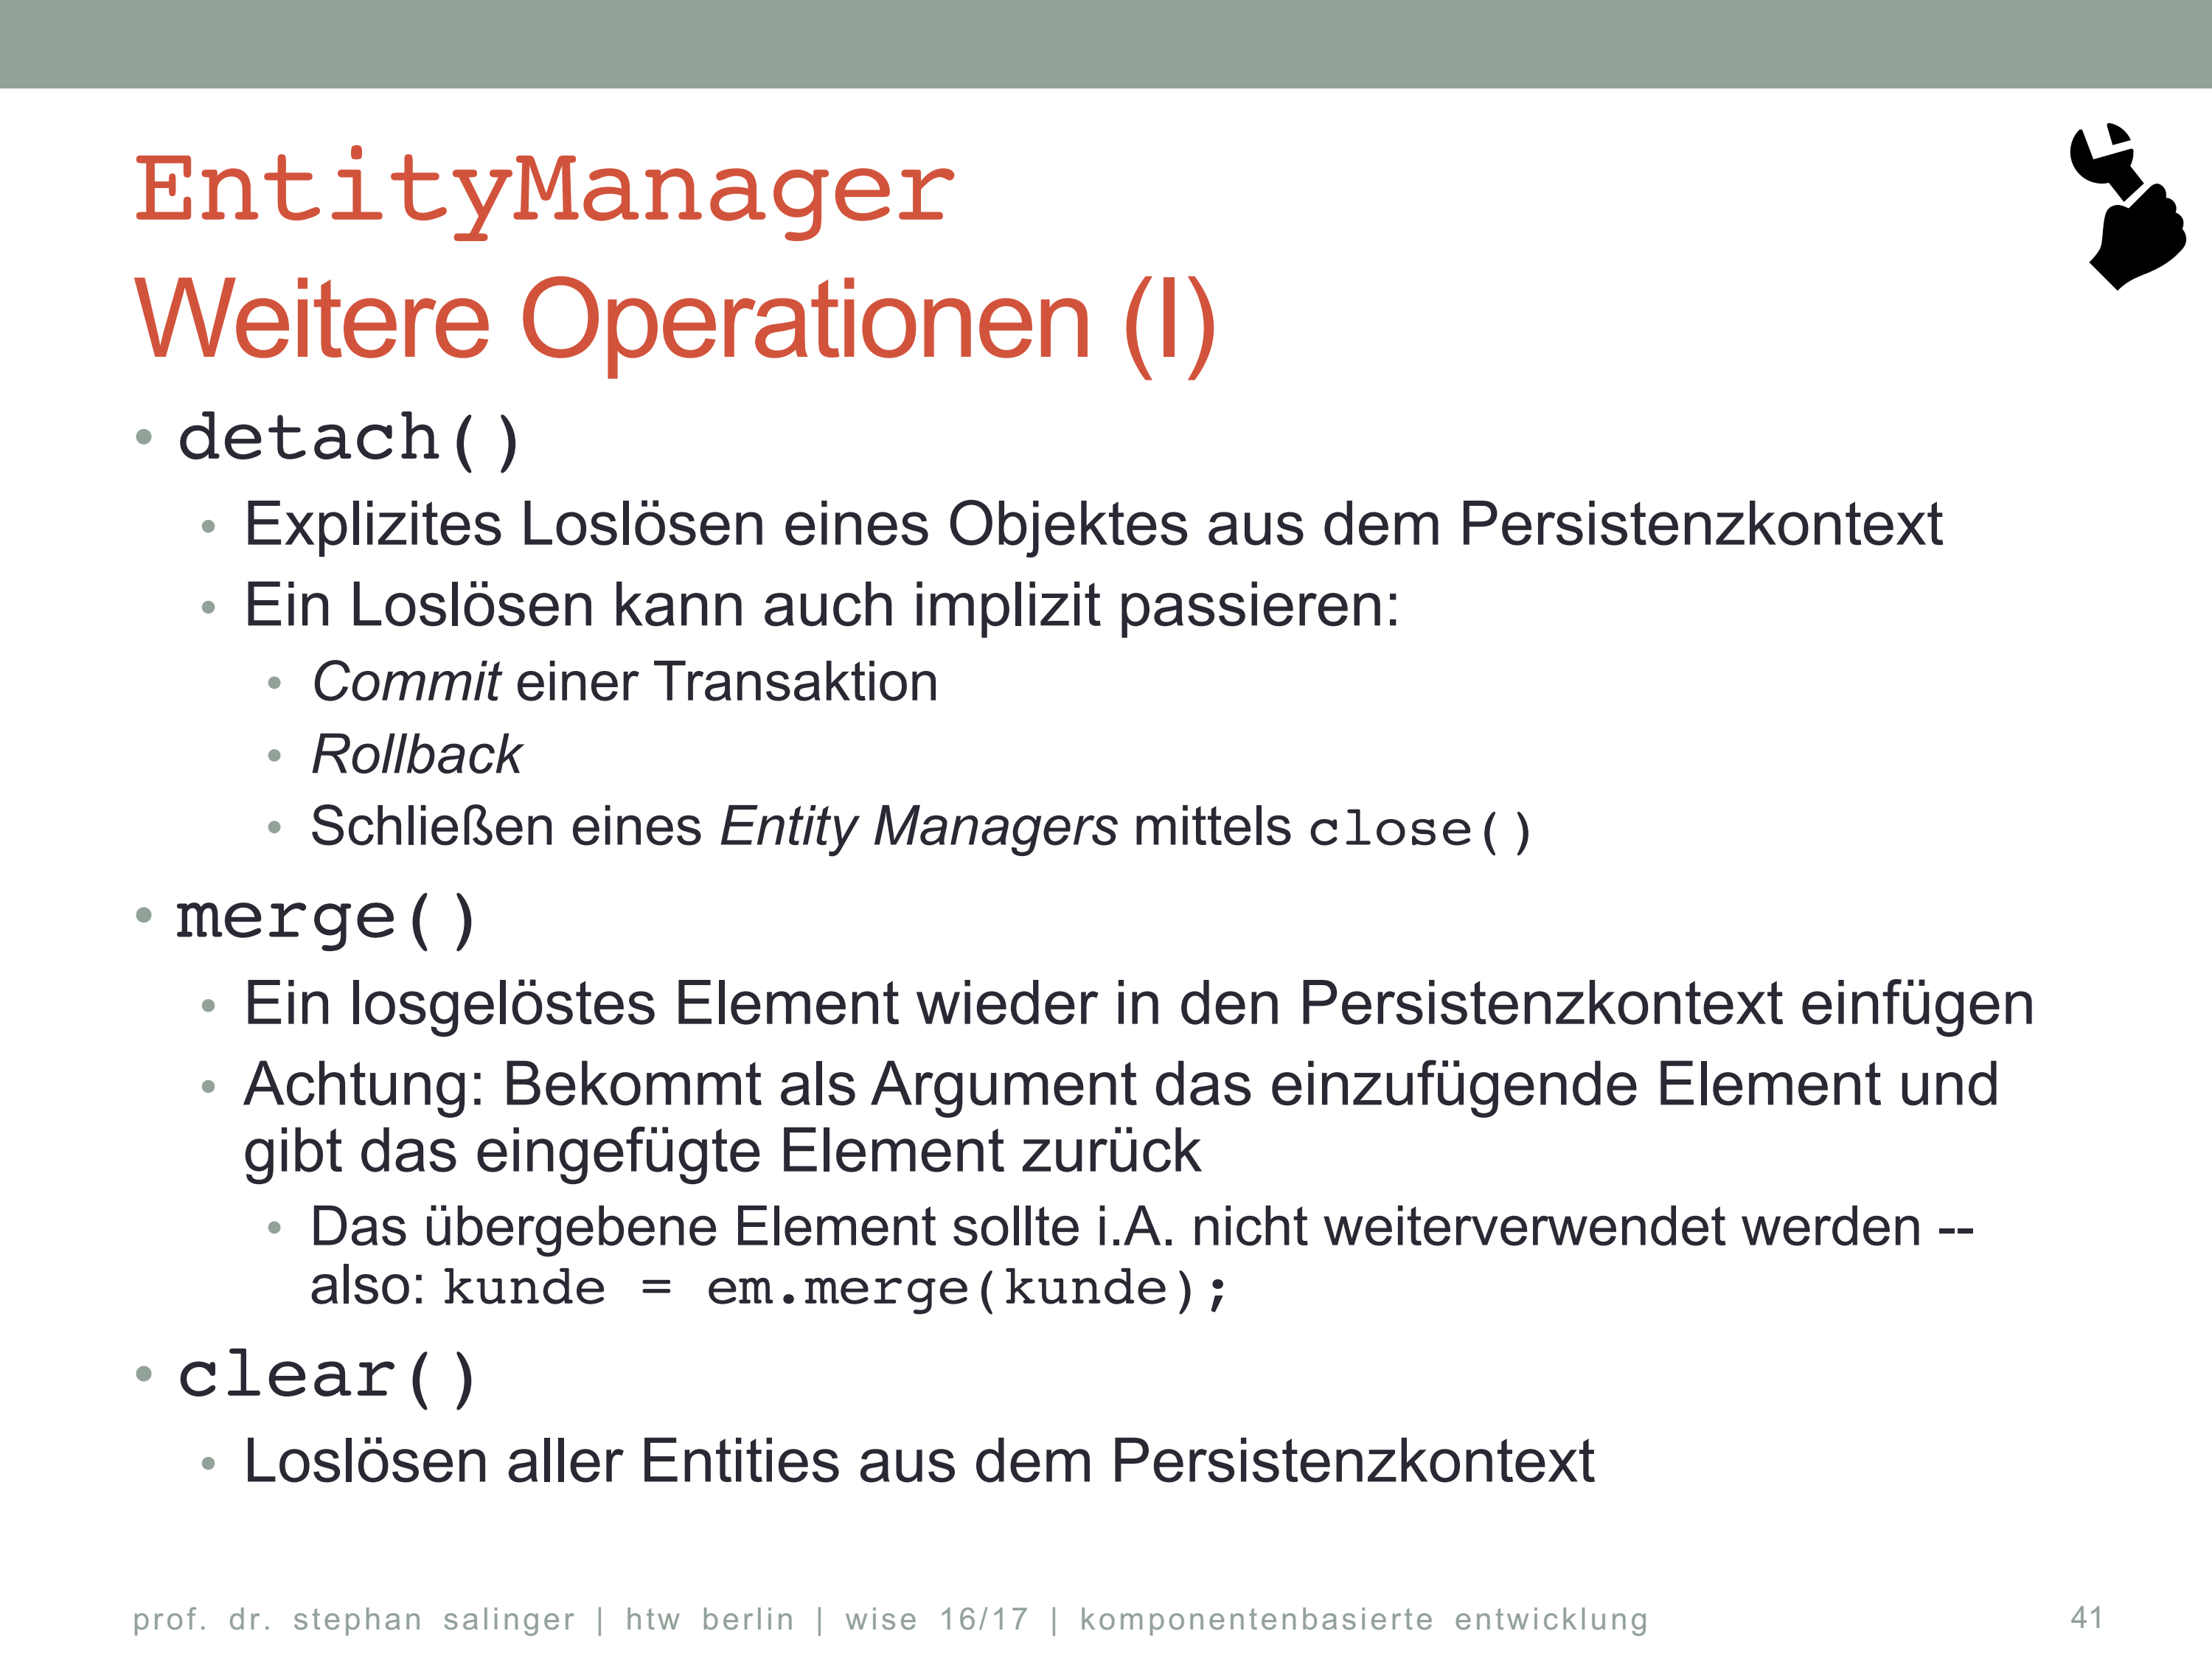 EntityManager
Weitere Operationen (I)
• detach()
• Explizites Loslösen eines Objektes aus dem Persistenzkontext
• Ein Loslösen kann auch implizit passieren:
• Commit einer Transaktion
• Rollback
• Schließen eines Entity Managers mittels close()
• merge()
• Ein losgelöstes Element wieder in den Persistenzkontext einfügen
• Achtung: Bekommt als Argument das einzufügende Element und
gibt das eingefügte Element zurück
• Das übergebene Element sollte i.A. nicht weiterverwendet werden --
also: kunde = em.merge(kunde);
• clear()
• Loslösen aller Entities aus dem Persistenzkontext
prof. dr. stephan salinger | htw berlin | wise 16/17 | komponentenbasierte entwicklung
41